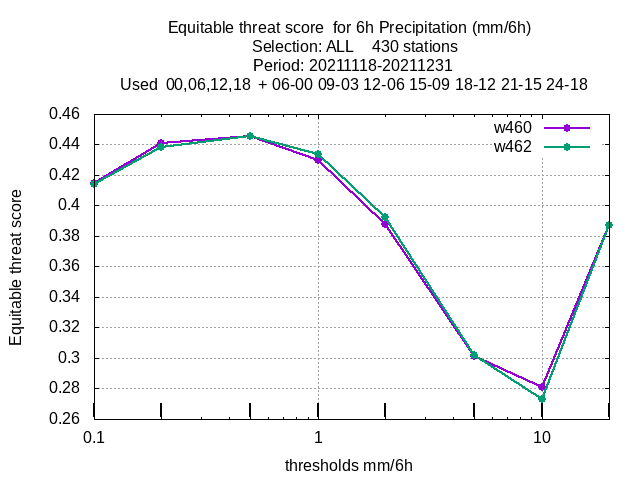 Equitable threat score  for 6h Precipitation (mm/6h)
Selection: ALL    430 stations
Period: 20211118-20211231
Used  00,06,12,18  + 06-00 09-03 12-06 15-09 18-12 21-15 24-18
w460
w462
Equitable threat score
0.46
0.44
0.42
0.4
0.38
0.36
0.34
0.32
0.3
0.28
0.26
0.1 1 10
thresholds mm/6h